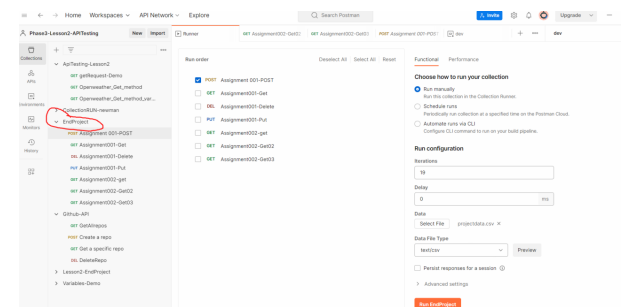 Home Workspaces API Network Explore
Search Postman
Invite
Upgrade
Phase3-Lesson2-APITesting
New Import
Runner
GET Assignment002-Get02
GET Assignment002-Get03
POST Assignment 001-POST
dev
dev
Collections
APIs
Environments
Monitors
History
ApiTesting-Lesson2
GET getRequest-Demo
GET Openweather_Get_method
GET Openweather_Get_method_var...
CollectionRUN-newman
EndProject
POST Assignment 001-POST
GET Assignment001-Get
DEL Assignment001-Delete
PUT Assignment001-Put
GET Assignment002-get
GET Assignment002-Get02
GET Assignment002-Get03
Github-API
GET GetAllrepos
POST Create a repo
GET Get a specific repo
DEL DeleteRepo
Lesson2-EndProject
Variables-Demo
Run order
Deselect All Select All Reset
POST Assignment 001-POST
GET Assignment001-Get
DEL Assignment001-Delete
PUT Assignment001-Put
GET Assignment002-get
GET Assignment002-Get02
GET Assignment002-Get03
Functional Performance
Choose how to run your collection
Run manually
Run this collection in the Collection Runner.
Schedule runs
Periodically run collection at a specified time on the Postman Cloud.
Automate runs via CLI
Configure CLI command to run on your build pipeline.
Run configuration
Iterations
19
Delay
0 ms
Data
Select File projectdata.csv ×
Data File Type
text/csv Preview
Persist responses for a session
Advanced settings
Run EndProject